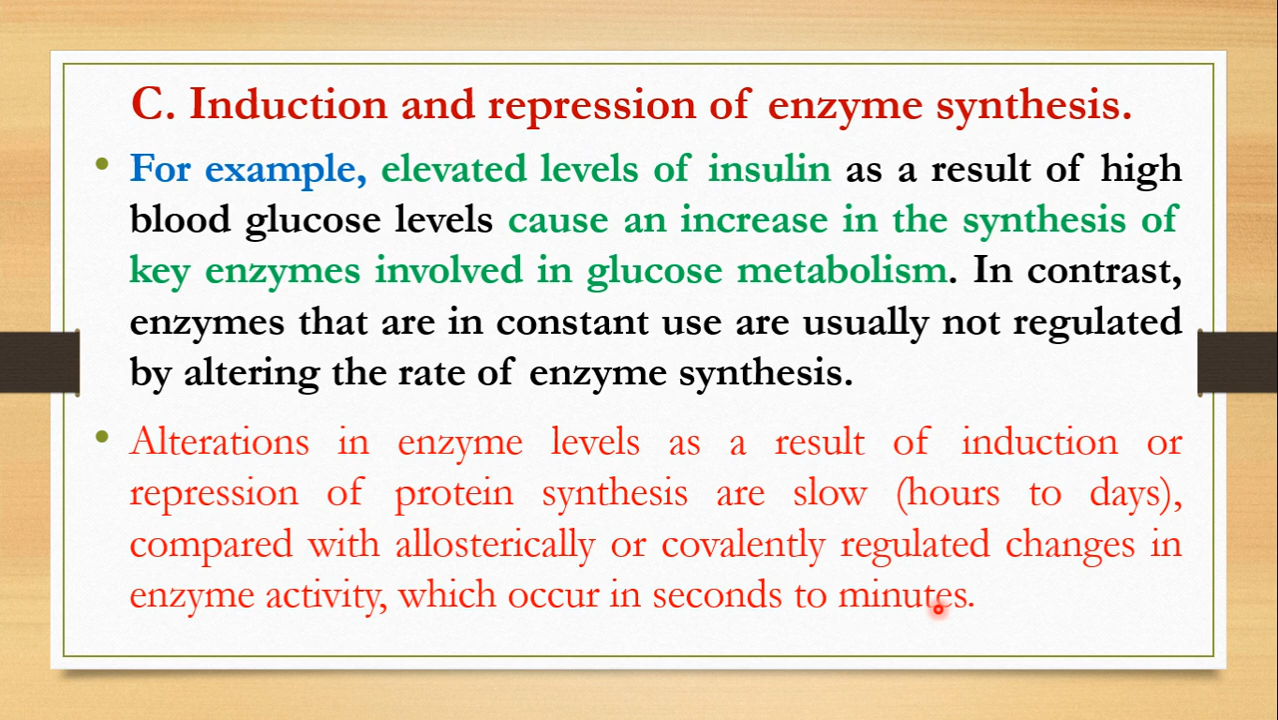 C. Induction and repression of enzyme synthesis.
• For example, elevated levels of insulin as a result of high
blood glucose levels cause an increase in the synthesis of
key enzymes involved in glucose metabolism. In contrast,
enzymes that are in constant use are usually not regulated
by altering the rate of enzyme synthesis.
• Alterations in enzyme levels as a result of induction or
repression of protein synthesis are slow (hours to days),
compared with allosterically or covalently regulated changes in
enzyme activity, which occur in seconds to minutes.